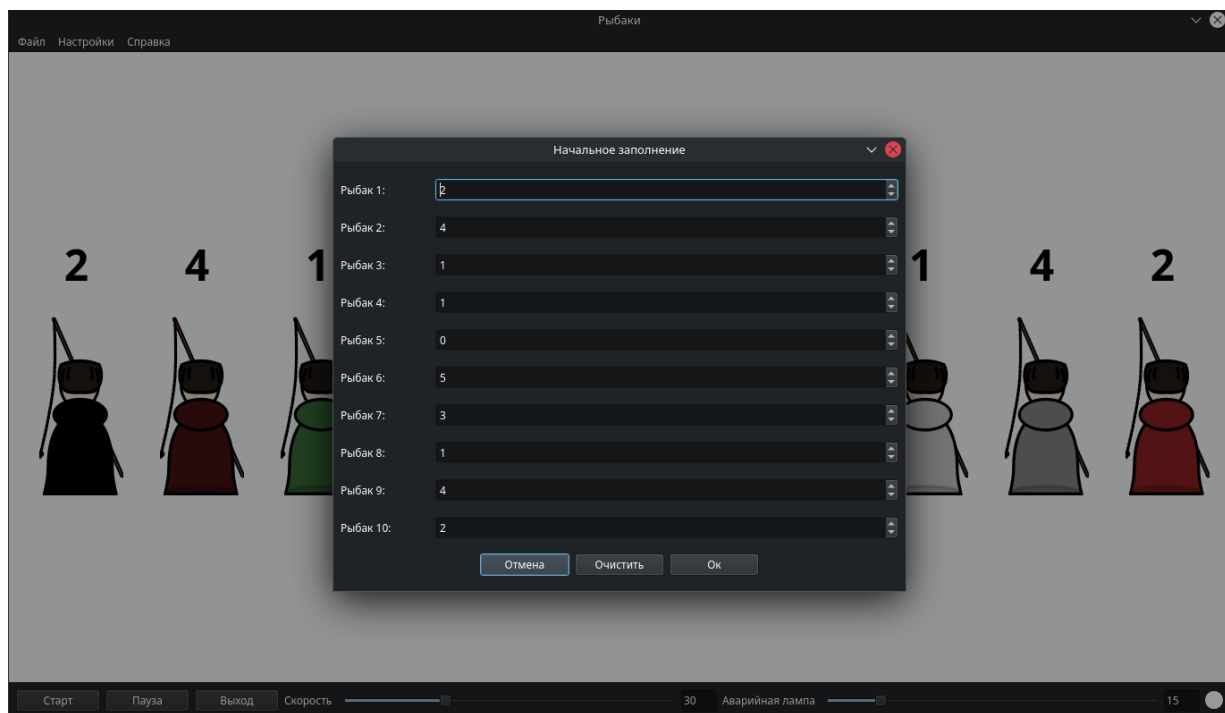 Рыбаки
Файл Настройки Справка
Начальное заполнение
Рыбак 1: 2
Рыбак 2: 4
Рыбак 3: 1
Рыбак 4: 1
Рыбак 5: 0
Рыбак 6: 5
Рыбак 7: 3
Рыбак 8: 1
Рыбак 9: 4
Рыбак 10: 2
Отмена Очистить Ок
2 4 1 1 4 2
Старт Пауза Выход Скорость 30 Аварийная лампа 15